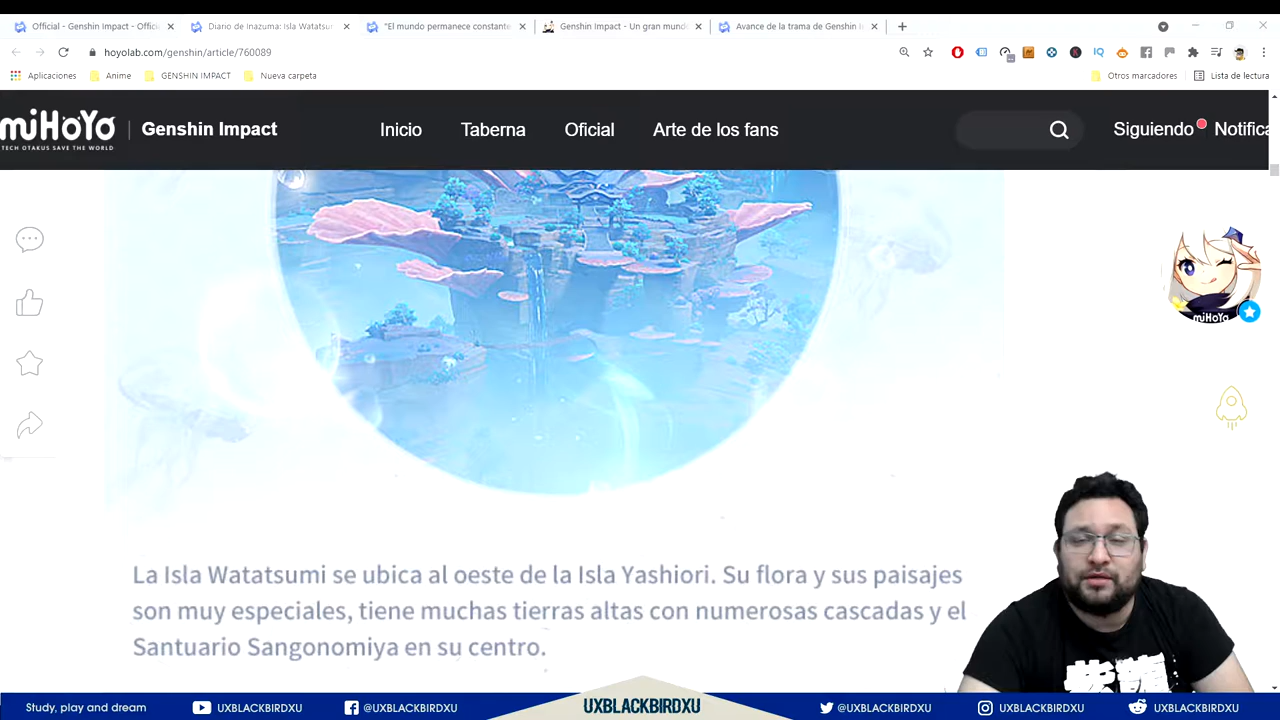 Official - Genshin Impact - Offici
Diario de Inazuma: Isla Watatsum
"El mundo permanece constante
Genshin Impact - Un gran mundo
Avance de la trama de Genshin I
hoyolab.com/genshin/article/760089
Aplicaciones
Anime
GENSHIN IMPACT
Nueva carpeta
Otros marcadores
Lista de lectura
miHoYo
TECH OTAKUS SAVE THE WORLD
Genshin Impact
Inicio
Taberna
Oficial
Arte de los fans
Siguiendo
Notifica
miHoYo
La Isla Watatsumi se ubica al oeste de la Isla Yashiori. Su flora y sus paisajes
son muy especiales, tiene muchas tierras altas con numerosas cascadas y el
Santuario Sangonomiya en su centro.
Study, play and dream
UXBLACKBIRDXU
@UXBLACKBIRDXU
UXBLACKBIRDXU
@UXBLACKBIRDXU
UXBLACKBIRDXU
UXBLACKBIRDXU